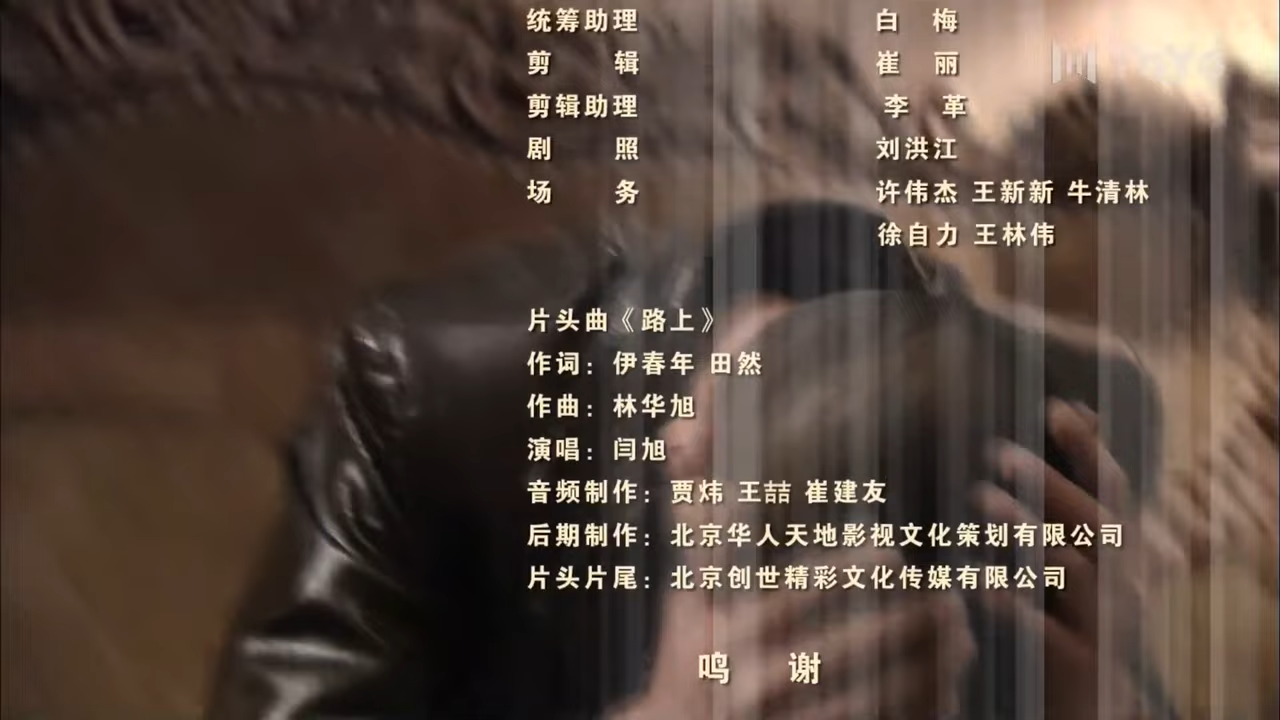 统筹助理 白 梅
剪 辑 崔 丽
剪辑助理 李 革
剧 照 刘洪江
场 务 许伟杰 王新新 牛清林
徐自力 王林伟
片头曲《路上》
作词：伊春年 田然
作曲：林华旭
演唱：闫旭
音频制作：贾炜 王喆 崔建友
后期制作：北京华人天地影视文化策划有限公司
片头片尾：北京创世精彩文化传媒有限公司
鸣 谢